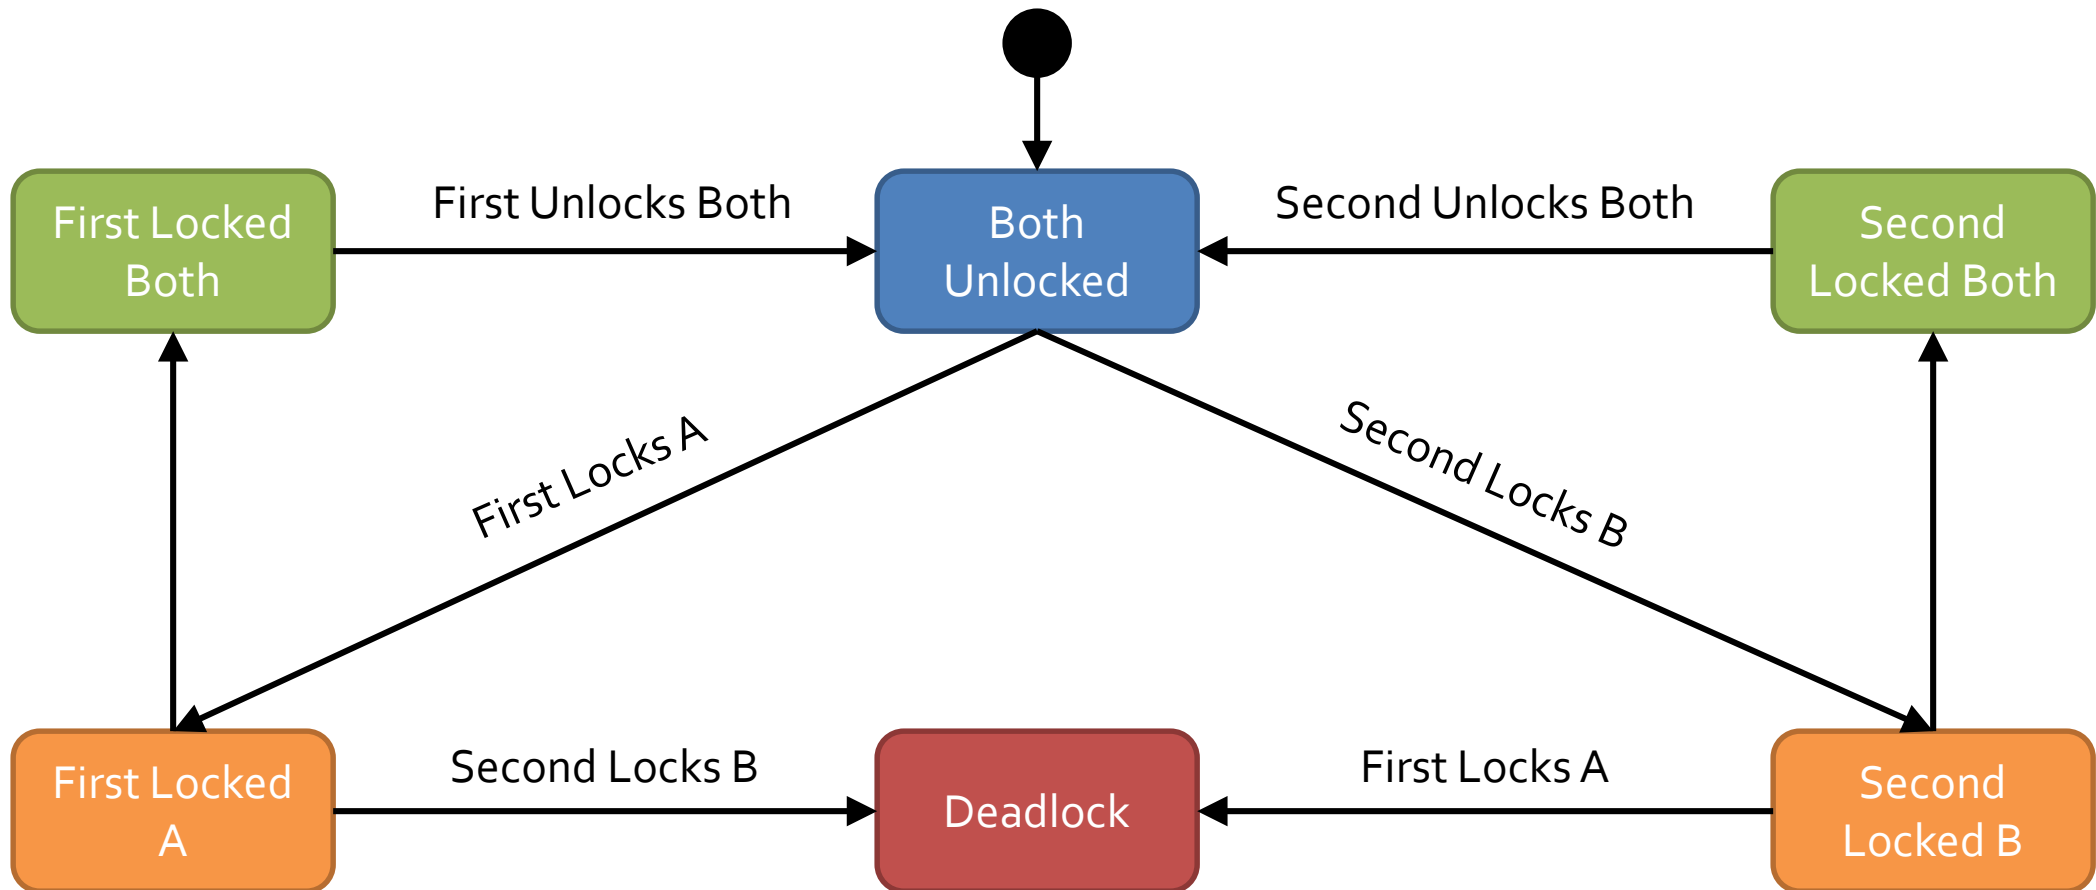 First Locked
Both
First Unlocks Both
Both
Unlocked
Second Unlocks Both
Second
Locked Both
First Locks A
Second Locks B
First Locked
A
Second Locks B
Deadlock
First Locks A
Second
Locked B